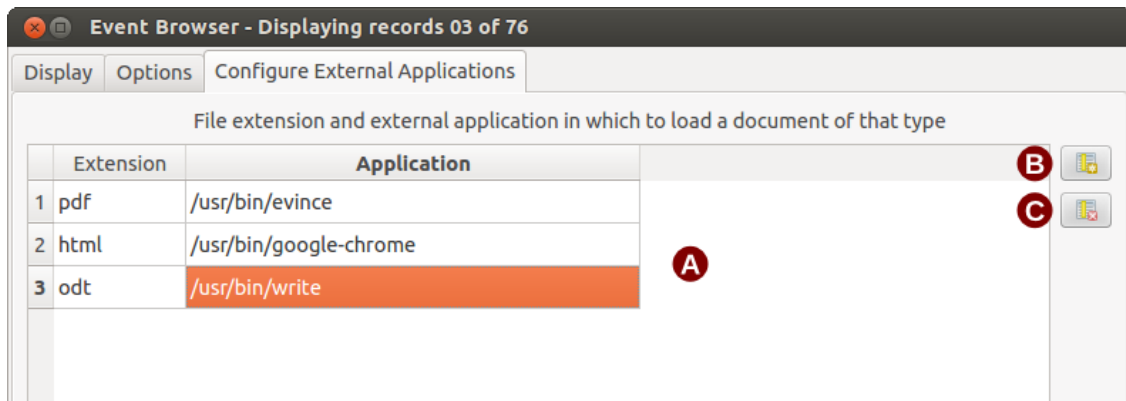 Event Browser - Displaying records 03 of 76
Display Options Configure External Applications
File extension and external application in which to load a document of that type
Extension Application
B
1 pdf /usr/bin/evince
C
2 html /usr/bin/google-chrome
A
3 odt /usr/bin/write